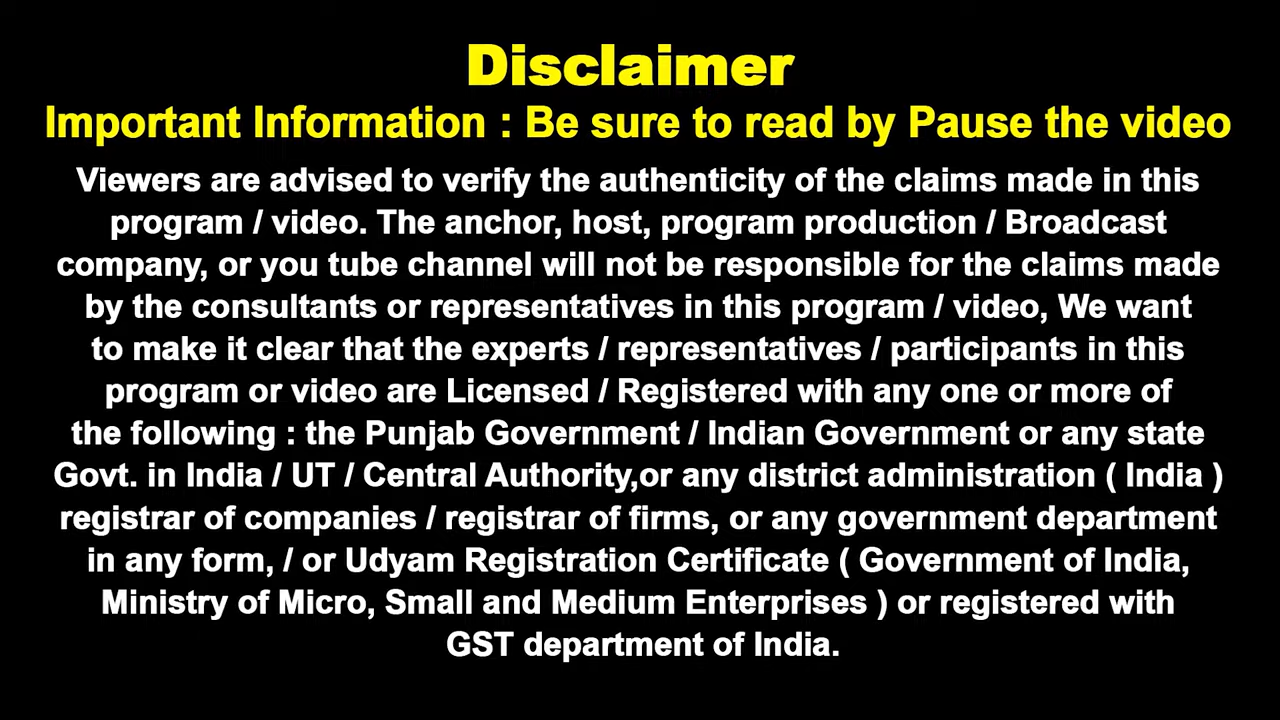 Disclaimer
Important Information : Be sure to read by Pause the video
Viewers are advised to verify the authenticity of the claims made in this
program / video. The anchor, host, program production / Broadcast
company, or you tube channel will not be responsible for the claims made
by the consultants or representatives in this program / video, We want
to make it clear that the experts / representatives / participants in this
program or video are Licensed / Registered with any one or more of
the following : the Punjab Government / Indian Government or any state
Govt. in India / UT / Central Authority,or any district administration ( India )
registrar of companies / registrar of firms, or any government department
in any form, / or Udyam Registration Certificate ( Government of India,
Ministry of Micro, Small and Medium Enterprises ) or registered with
GST department of India.